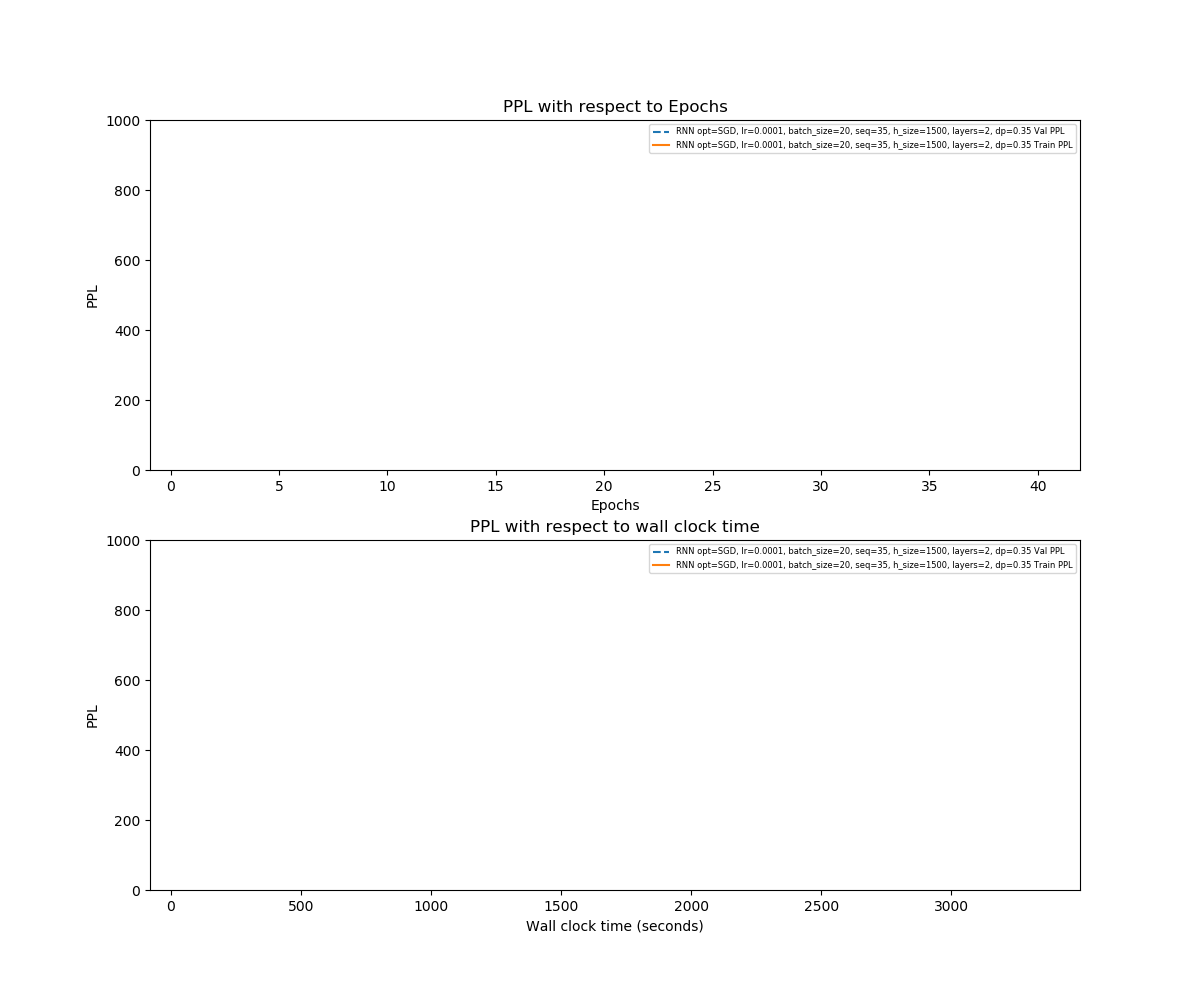 PPL with respect to Epochs
1000
800
600
400
200
0
PPL
RNN opt=SGD, lr=0.0001, batch_size=20, seq=35, h_size=1500, layers=2, dp=0.35 Val PPL
RNN opt=SGD, lr=0.0001, batch_size=20, seq=35, h_size=1500, layers=2, dp=0.35 Train PPL
0 5 10 15 20 25 30 35 40
Epochs
PPL with respect to wall clock time
1000
800
600
400
200
0
PPL
RNN opt=SGD, lr=0.0001, batch_size=20, seq=35, h_size=1500, layers=2, dp=0.35 Val PPL
RNN opt=SGD, lr=0.0001, batch_size=20, seq=35, h_size=1500, layers=2, dp=0.35 Train PPL
0 500 1000 1500 2000 2500 3000
Wall clock time (seconds)